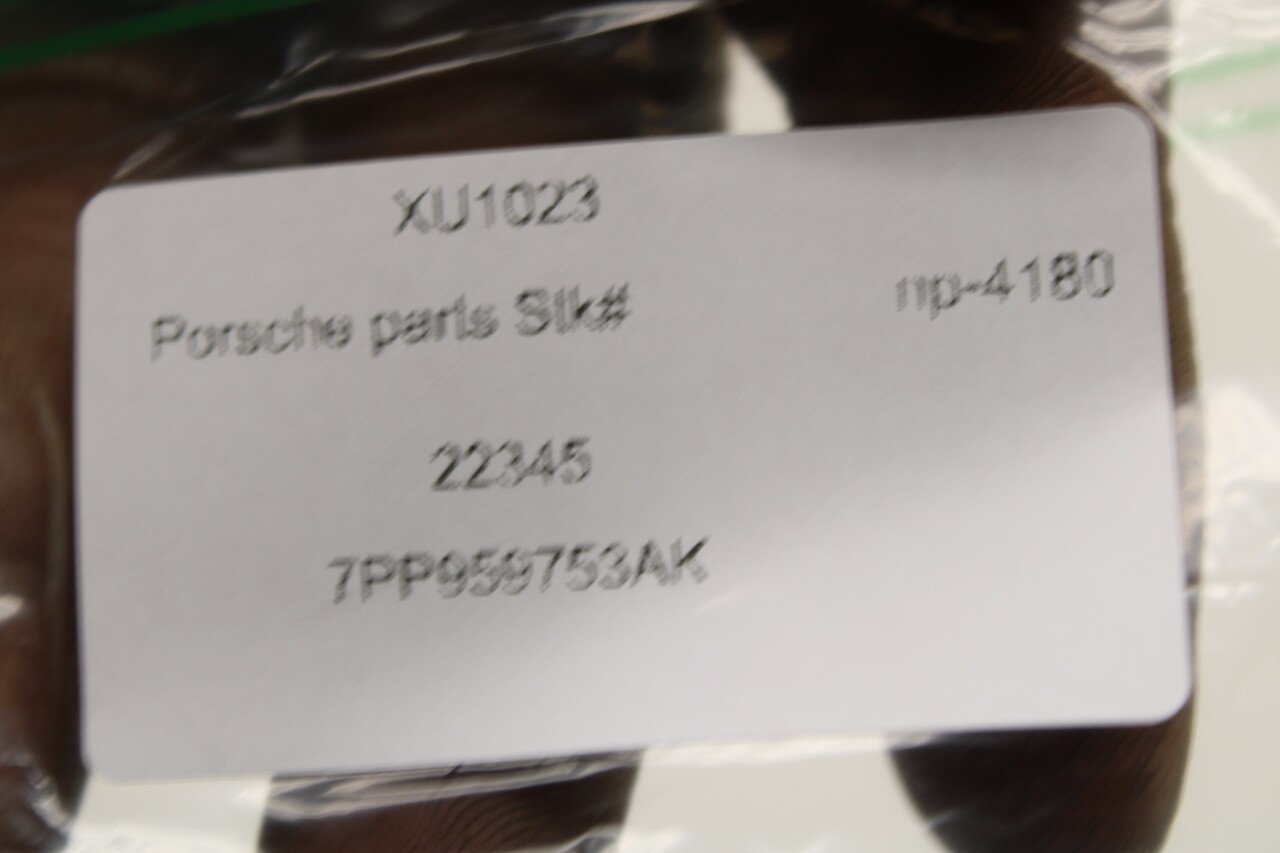 XU1023
Porsche parts Stk# np-4180
22345
7PP959753AK